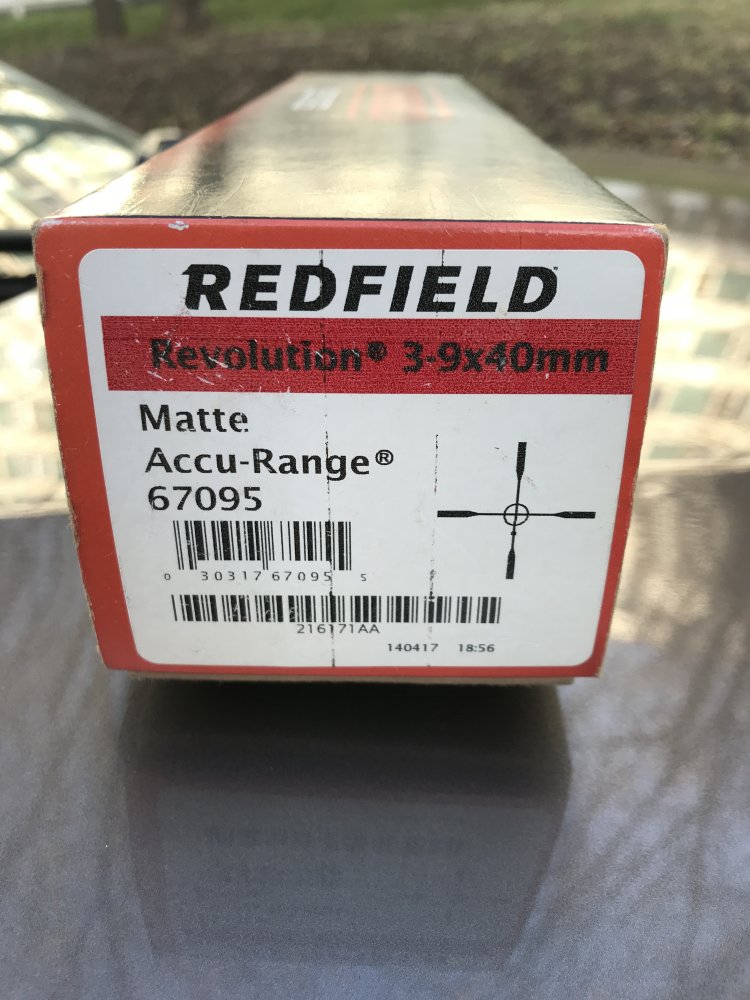 REDFIELD
Revolution® 3-9x40mm
Matte
Accu-Range®
67095
0 30317 67095 5
216171AA
140417 18:56